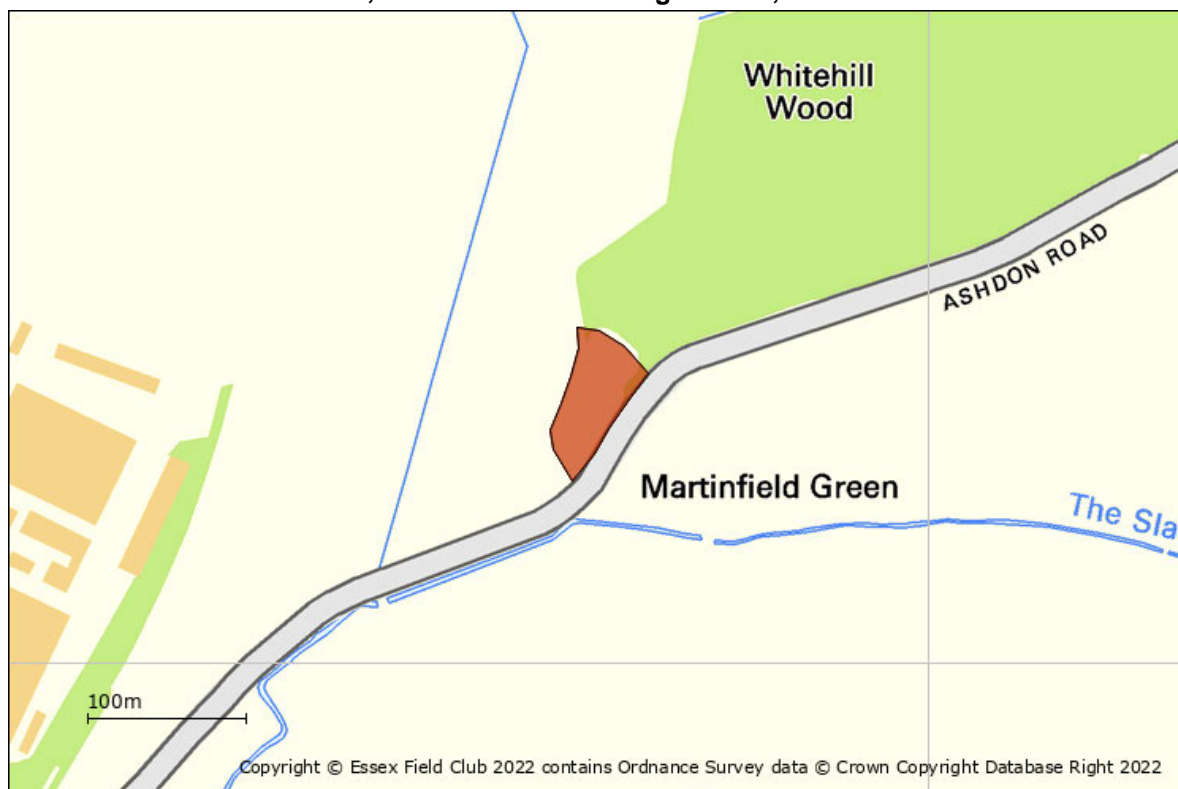 Whitehill
Wood
ASHDON ROAD
Martinfield Green
The Sla
100m
Copyright © Essex Field Club 2022 contains Ordnance Survey data © Crown Copyright Database Right 2022